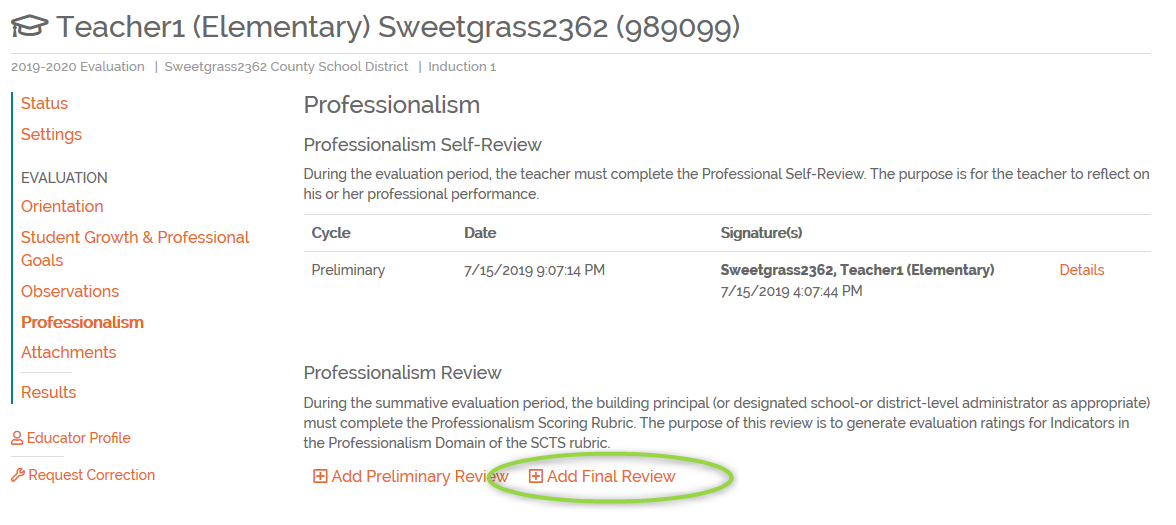 Teacher1 (Elementary) Sweetgrass2362 (989099)
2019-2020 Evaluation | Sweetgrass2362 County School District | Induction 1
Status
Settings
EVALUATION
Orientation
Student Growth & Professional
Goals
Observations
Professionalism
Attachments
Results
Educator Profile
Request Correction
Professionalism
Professionalism Self-Review
During the evaluation period, the teacher must complete the Professional Self-Review. The purpose is for the teacher to reflect on
his or her professional performance.
Cycle Date Signature(s)
Preliminary 7/15/2019 9:07:14 PM Sweetgrass2362, Teacher1 (Elementary) Details
7/15/2019 4:07:44 PM
Professionalism Review
During the summative evaluation period, the building principal (or designated school-or district-level administrator as appropriate)
must complete the Professionalism Scoring Rubric. The purpose of this review is to generate evaluation ratings for Indicators in
the Professionalism Domain of the SCTS rubric.
Add Preliminary Review Add Final Review